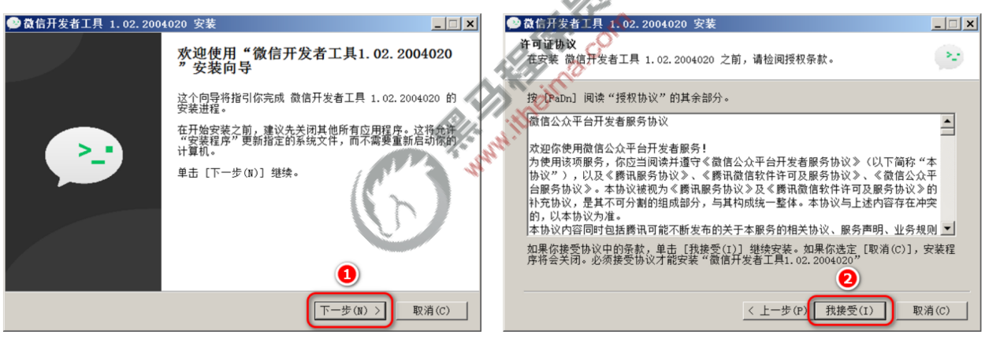 微信开发者工具 1.02.2004020 安装
欢迎使用“微信开发者工具1.02.2004020
”安装向导
这个向导将指引你完成 微信开发者工具 1.02.2004020 的
安装进程。
在开始安装之前，建议先关闭其他所有应用程序。这将允许
“安装程序”更新指定的系统文件，而不需要重新启动你的
计算机。
单击 [下一步(N)] 继续。
1
下一步(N) >
取消(C)
微信开发者工具 1.02.2004020 安装
许可证协议
在安装 微信开发者工具 1.02.2004020 之前，请检阅授权条款。
按 [PaDn] 阅读“授权协议”的其余部分。
微信公众平台开发者服务协议
欢迎你使用微信公众平台开发者服务！
为使用该项服务，你应当阅读并遵守《微信公众平台开发者服务协议》（以下简称“本
协议”），以及《腾讯服务协议》、《腾讯微信软件许可及服务协议》、《微信公众平
台服务协议》。本协议被视为《腾讯服务协议》及《腾讯微信软件许可及服务协议》的
补充协议，是其不可分割的组成部分，与其构成统一整体。本协议与上述内容存在冲突
的，以本协议为准。
本协议内容同时包括腾讯可能不断发布的关于本服务的相关协议、服务声明、业务规则
如果你接受协议中的条款，单击 [我接受(I)] 继续安装。如果你选定 [取消(C)]，安装程
序将会关闭。必须接受协议才能安装“微信开发者工具1.02.2004020”
2
< 上一步(P)
我接受(I)
取消(C)
黑马程序员
www.itheima.com